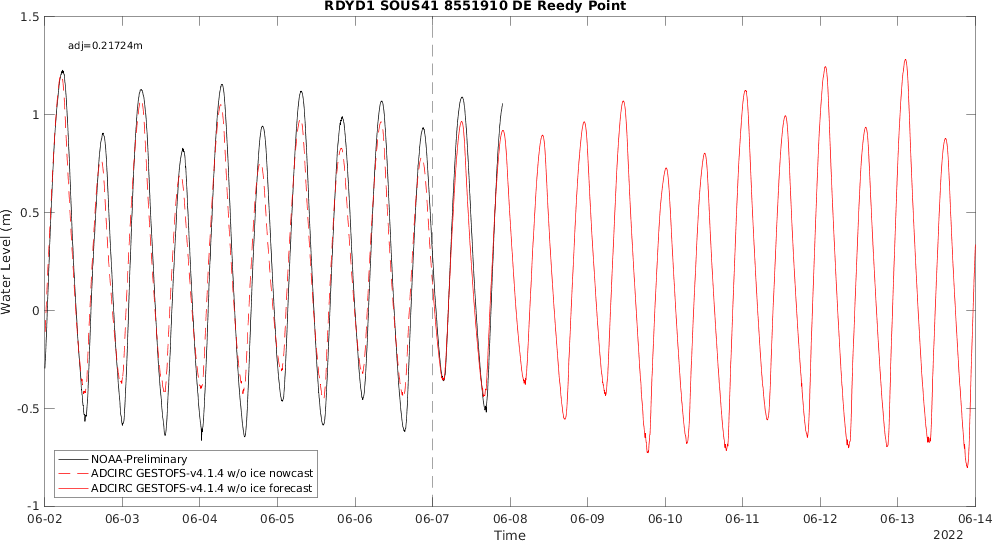 RDYD1 SOUS41 8551910 DE Reedy Point
adj=0.21724m
1.5
1
0.5
0
-0.5
-1
Water Level (m)
NOAA-Preliminary
ADCIRC GESTOFS-v4.1.4 w/o ice nowcast
ADCIRC GESTOFS-v4.1.4 w/o ice forecast
06-02 06-03 06-04 06-05 06-06 06-07 06-08 06-09 06-10 06-11 06-12 06-13 06-14
Time
2022